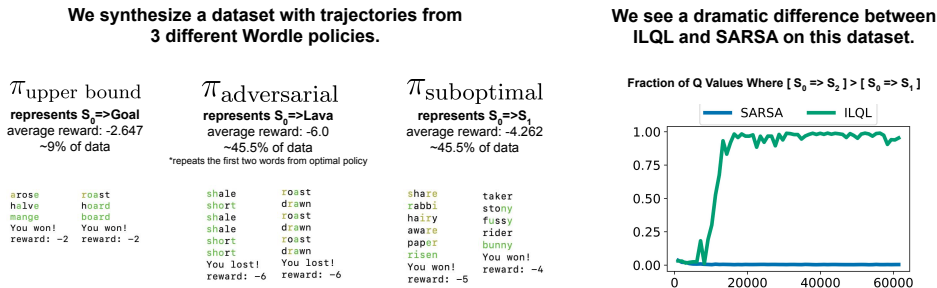 We synthesize a dataset with trajectories from
3 different Wordle policies.
π upper bound
represents S₀=>Goal
average reward: -2.647
~9% of data
arose
halve
mange
You won!
reward: -2
roast
hoard
board
You won!
reward: -2
π adversarial
represents S₀=>Lava
average reward: -6.0
~45.5% of data
*repeats the first two words from optimal policy
shale
short
shale
shale
short
short
You lost!
reward: -6
roast
drawn
roast
drawn
roast
drawn
You lost!
reward: -6
π suboptimal
represents S₀=>S₁
average reward: -4.262
~45.5% of data
share
rabbi
hairy
aware
paper
risen
You won!
reward: -5
taker
stony
fussy
rider
bunny
You won!
reward: -4
We see a dramatic difference between
ILQL and SARSA on this dataset.
Fraction of Q Values Where [ S₀ => S₂ ] > [ S₀ => S₁ ]
SARSA ILQL
1.00
0.75
0.50
0.25
0.00
0 20000 40000 60000